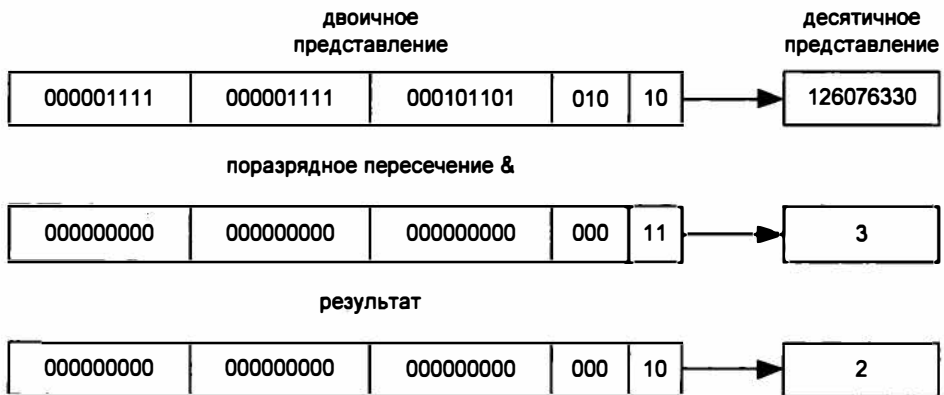 двоичное
представление
десятичное
представление
000001111 000001111 000101101 010 10 126076330
поразрядное пересечение &
000000000 000000000 000000000 000 11 3
результат
000000000 000000000 000000000 000 10 2